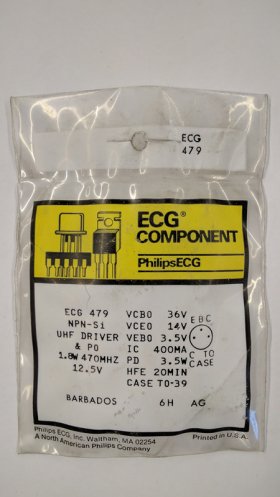 ECG
479
ECG®
COMPONENT
PhilipsECG
ECG 479 VCBO 36V
NPN-Si VCEO 14V E B C
UHF DRIVER VEBO 3.5V
& PO IC 400MA
1.8W 470MHZ PD 3.5W C TO
12.5V HFE 20MIN CASE
CASE TO-39
BARBADOS 6H AG
Philips ECG, Inc. Waltham, MA 02254
A North American Philips Company
Printed in U.S.A.